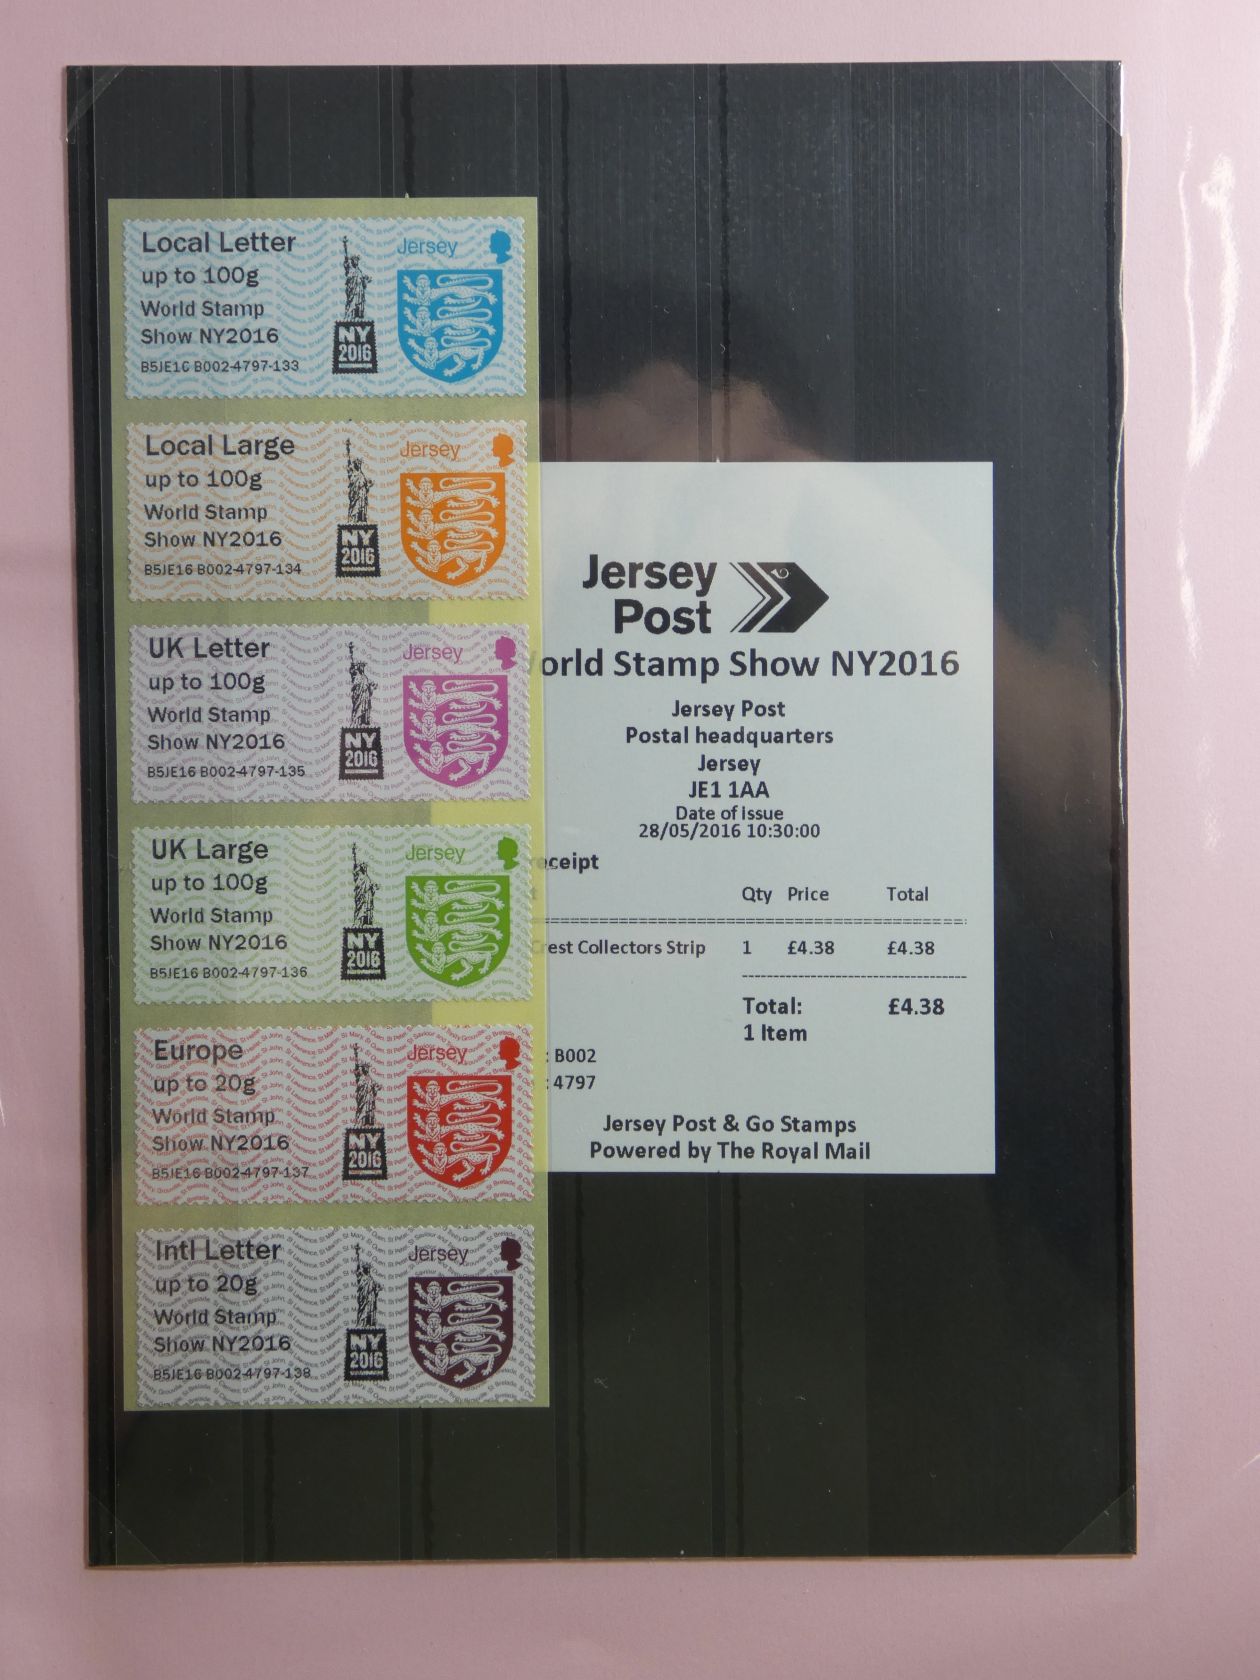 Local Letter
up to 100g
World Stamp
Show NY2016
B5JE16 B002-4797-133
NY
2016
Jersey
Local Large
up to 100g
World Stamp
Show NY2016
B5JE16 B002-4797-134
NY
2016
Jersey
UK Letter
up to 100g
World Stamp
Show NY2016
B5JE16 B002-4797-135
NY
2016
Jersey
UK Large
up to 100g
World Stamp
Show NY2016
B5JE16 B002-4797-136
NY
2016
Jersey
Europe
up to 20g
World Stamp
Show NY2016
B5JE16 B002-4797-137
NY
2016
Jersey
Intl Letter
up to 20g
World Stamp
Show NY2016
B5JE16 B002-4797-138
NY
2016
Jersey
Jersey
Post
orld Stamp Show NY2016
Jersey Post
Postal headquarters
Jersey
JE1 1AA
Date of issue
28/05/2016 10:30:00
receipt
Qty Price Total
Crest Collectors Strip 1 £4.38 £4.38
Total: £4.38
1 Item
: B002
: 4797
Jersey Post & Go Stamps
Powered by The Royal Mail